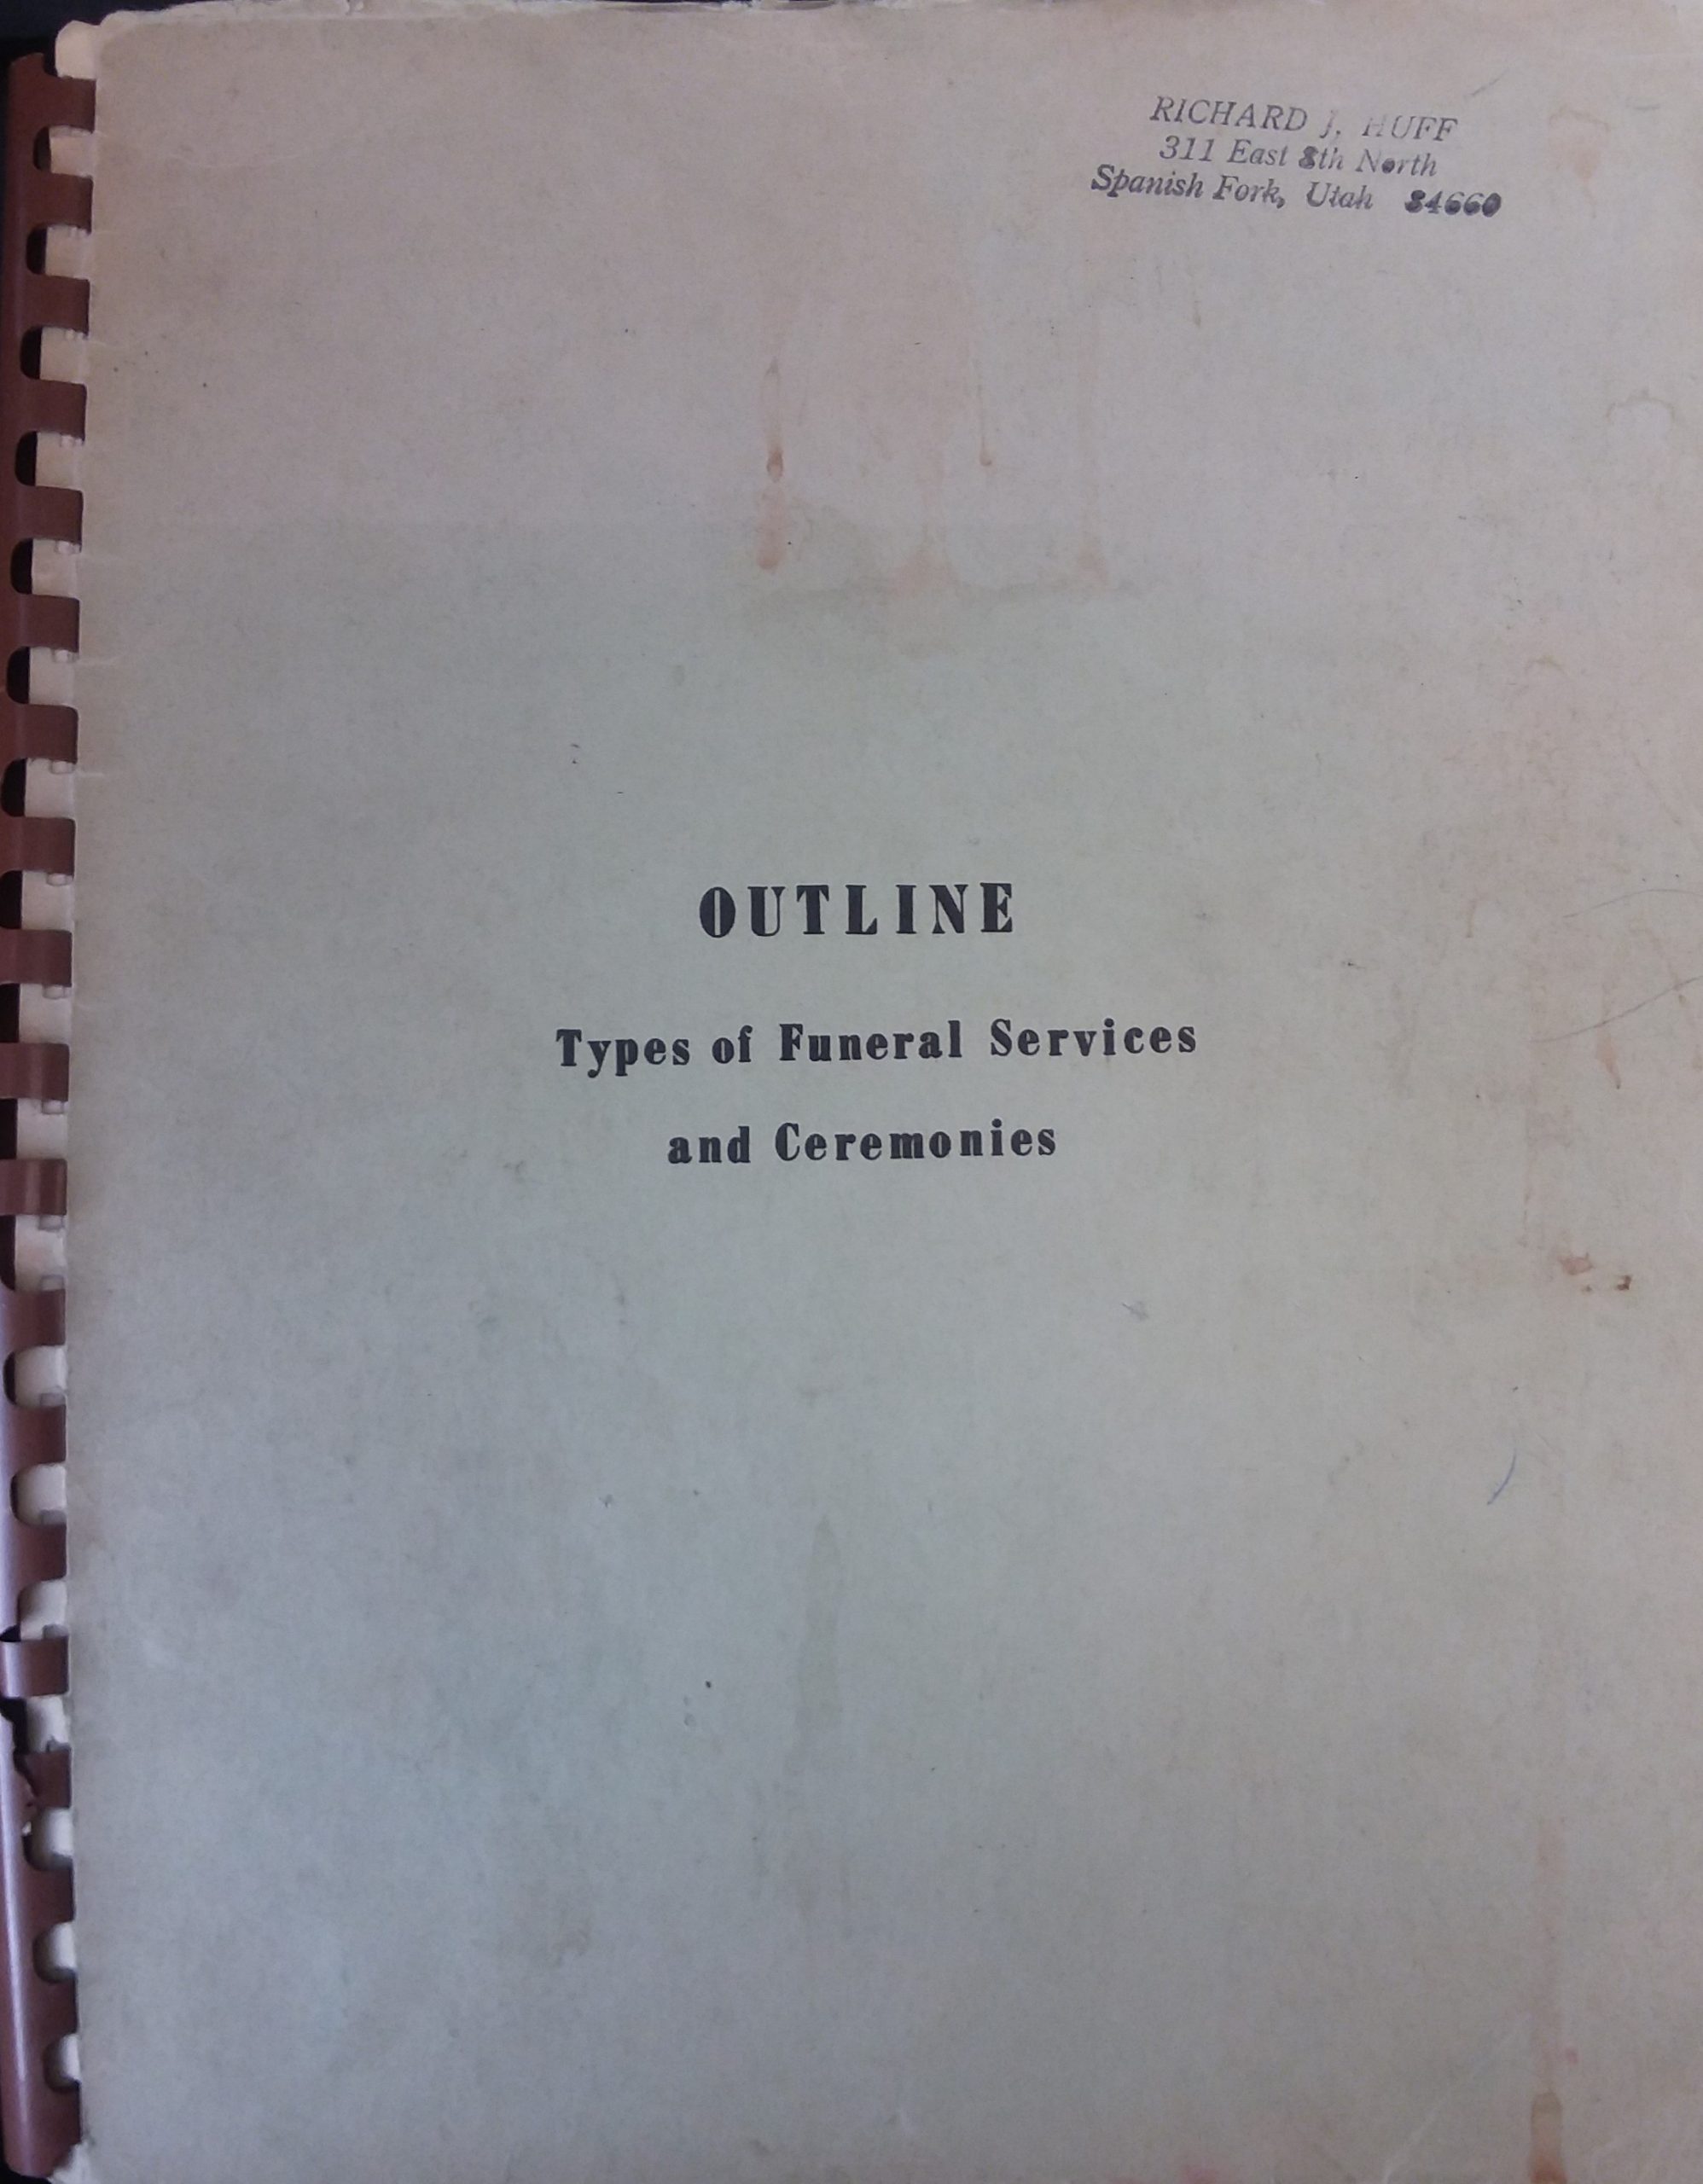 RICHARD J. HUFF
311 East 8th North
Spanish Fork, Utah 84660
OUTLINE
Types of Funeral Services
and Ceremonies